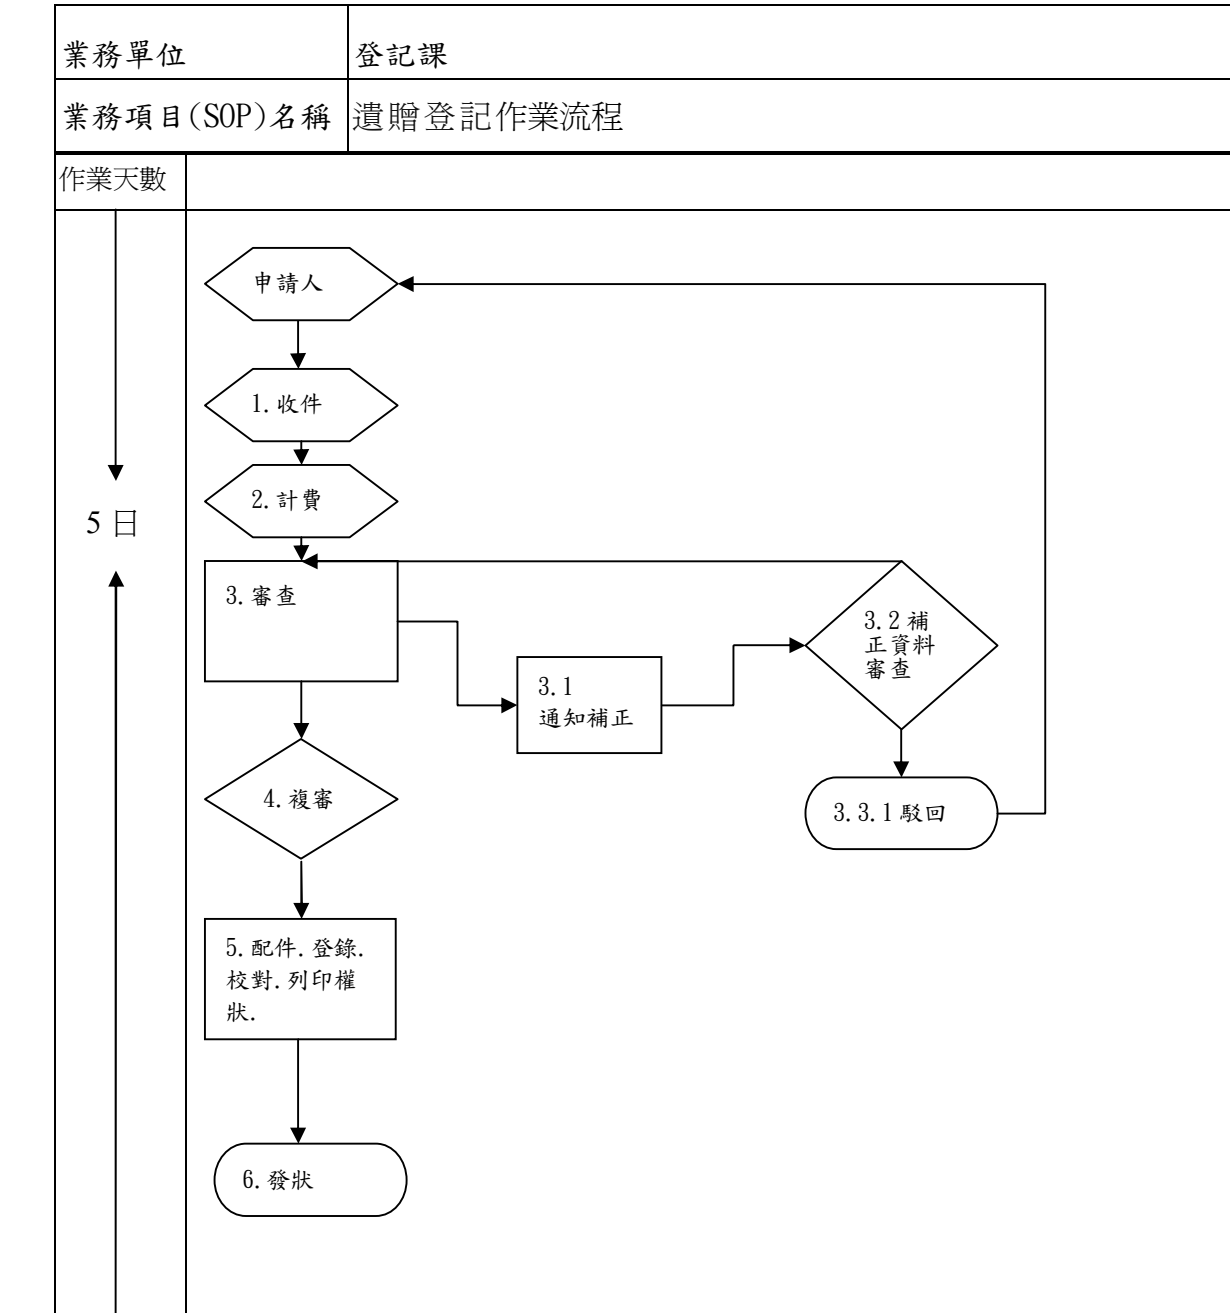 業務單位
登記課
業務項目(SOP)名稱
遺贈登記作業流程
作業天數
5日
申請人
1.收件
2.計費
3.審查
3.1
通知補正
3.2補
正資料
審查
3.3.1駁回
4.複審
5.配件.登錄.
校對.列印權
狀.
6.發狀